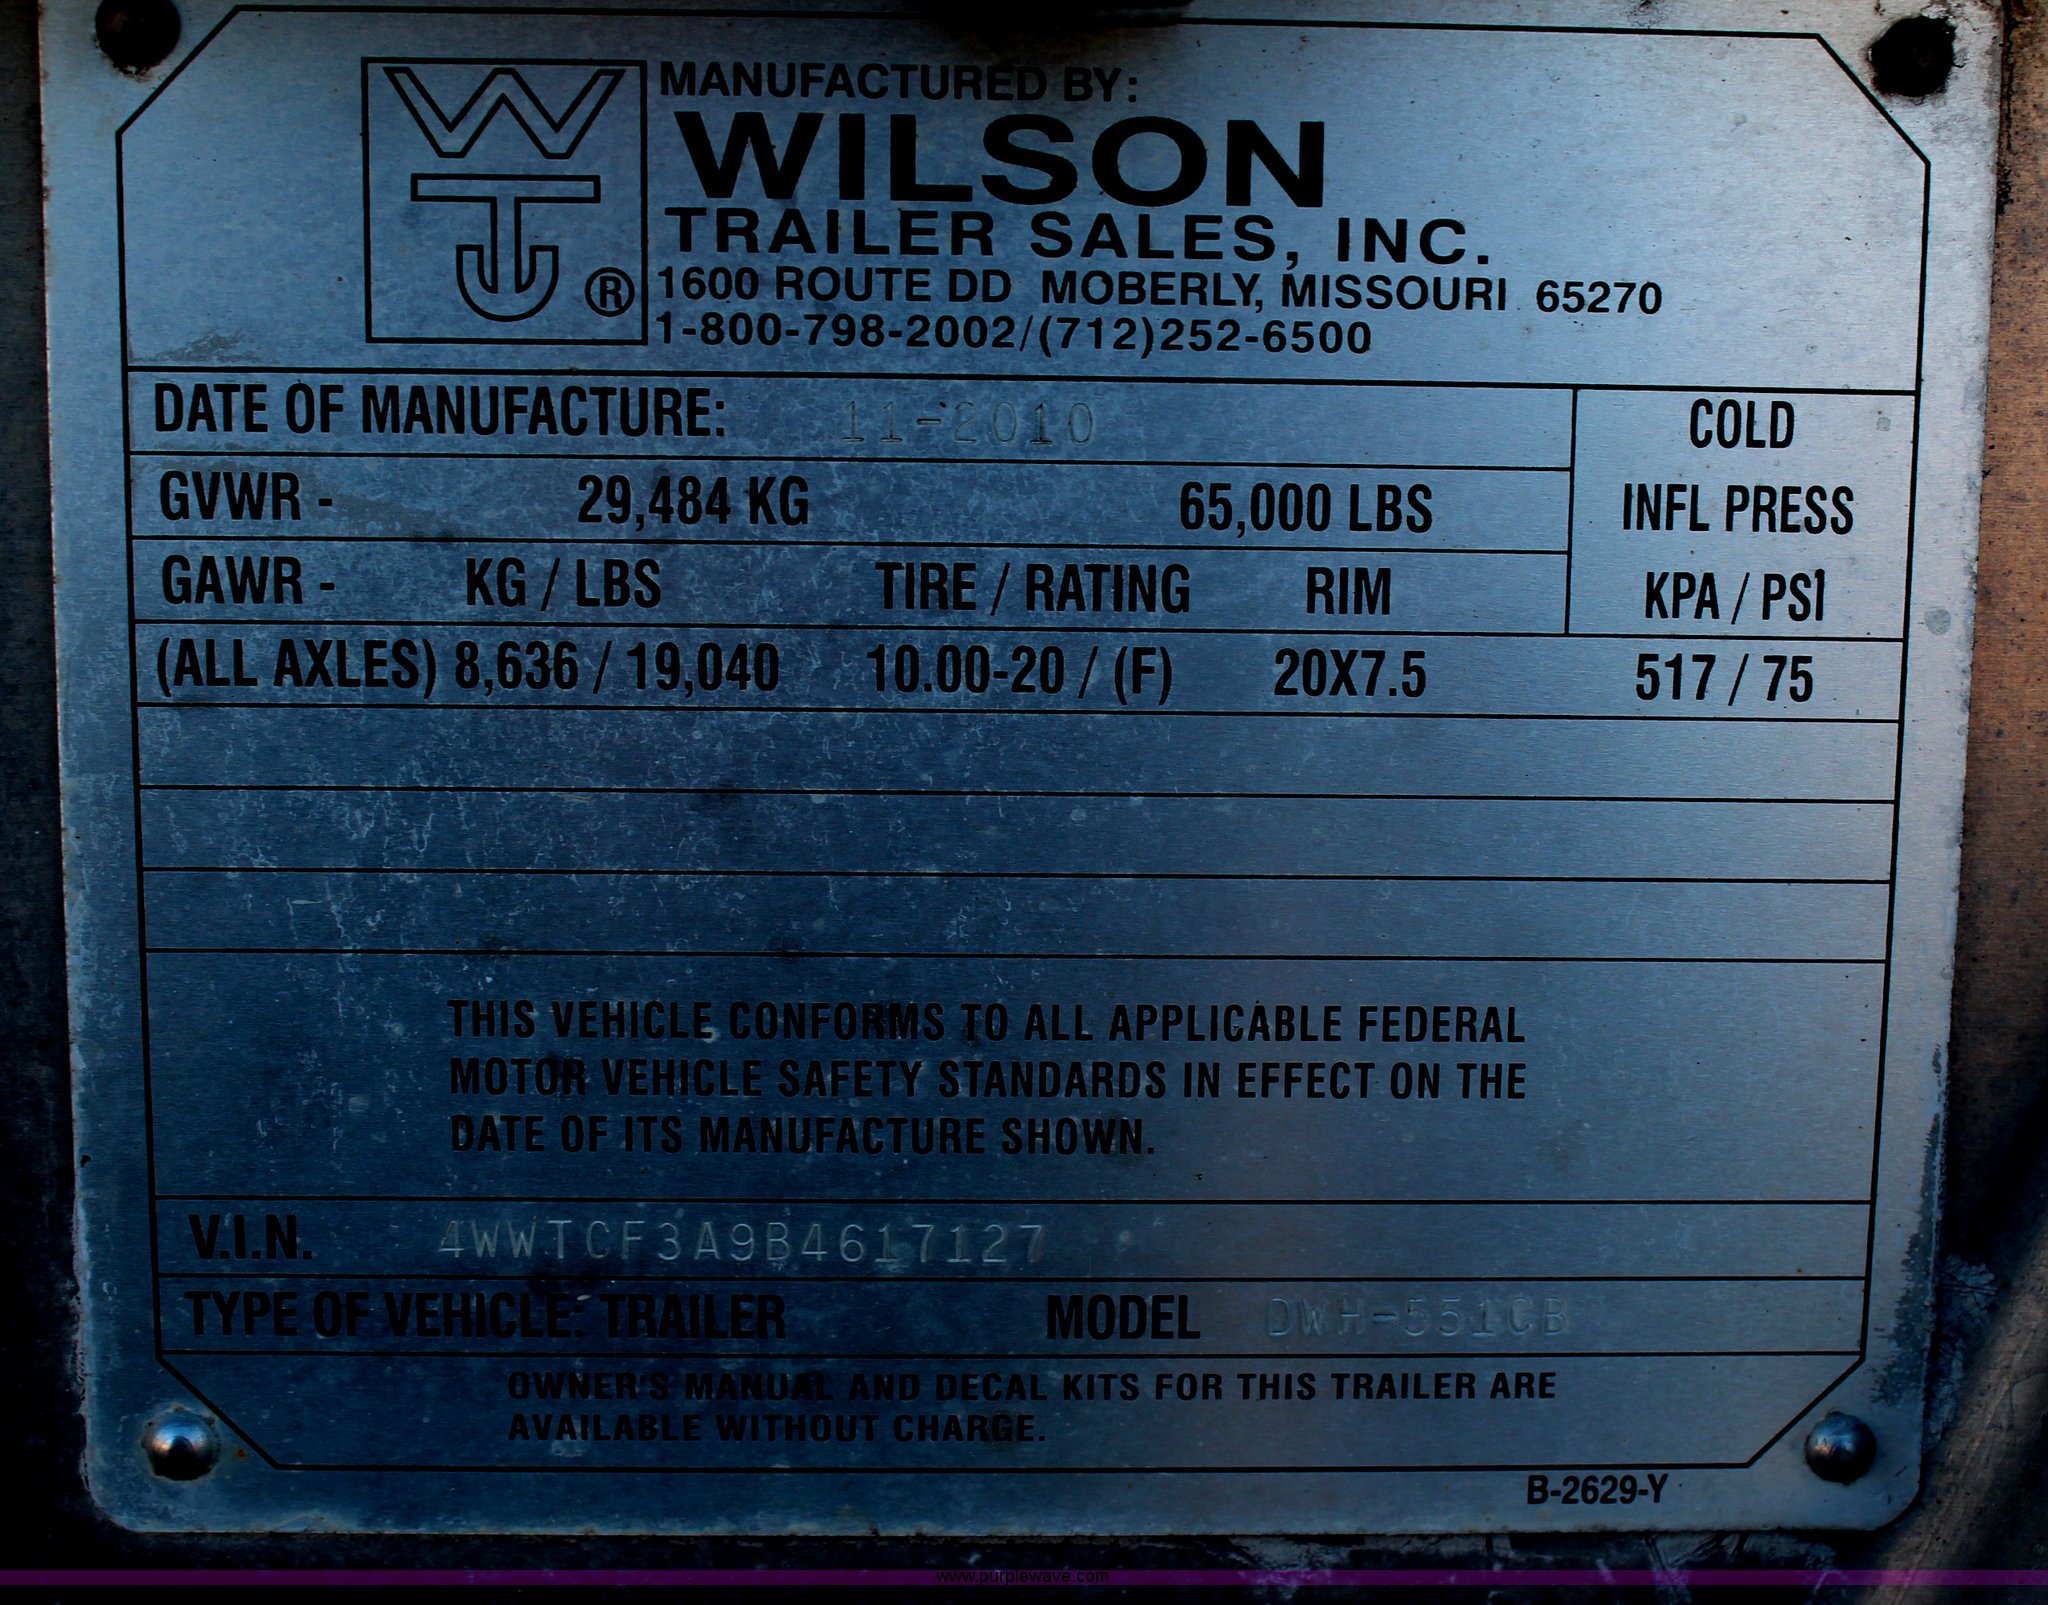 WTJ®
MANUFACTURED BY:
WILSON
TRAILER SALES, INC.
1600 ROUTE DD MOBERLY, MISSOURI 65270
1-800-798-2002/(712)252-6500
DATE OF MANUFACTURE: 11-2010
COLD
GVWR - 29,484 KG 65,000 LBS
INFL PRESS
GAWR - KG / LBS TIRE / RATING RIM KPA / PSI
(ALL AXLES) 8,636 / 19,040 10.00-20 / (F) 20X7.5 517 / 75
THIS VEHICLE CONFORMS TO ALL APPLICABLE FEDERAL
MOTOR VEHICLE SAFETY STANDARDS IN EFFECT ON THE
DATE OF ITS MANUFACTURE SHOWN.
V.I.N. 4WWTCF3A9B4617127
TYPE OF VEHICLE: TRAILER MODEL DWH-551CB
OWNER'S MANUAL AND DECAL KITS FOR THIS TRAILER ARE
AVAILABLE WITHOUT CHARGE.
B-2629-Y
www.purplewave.com